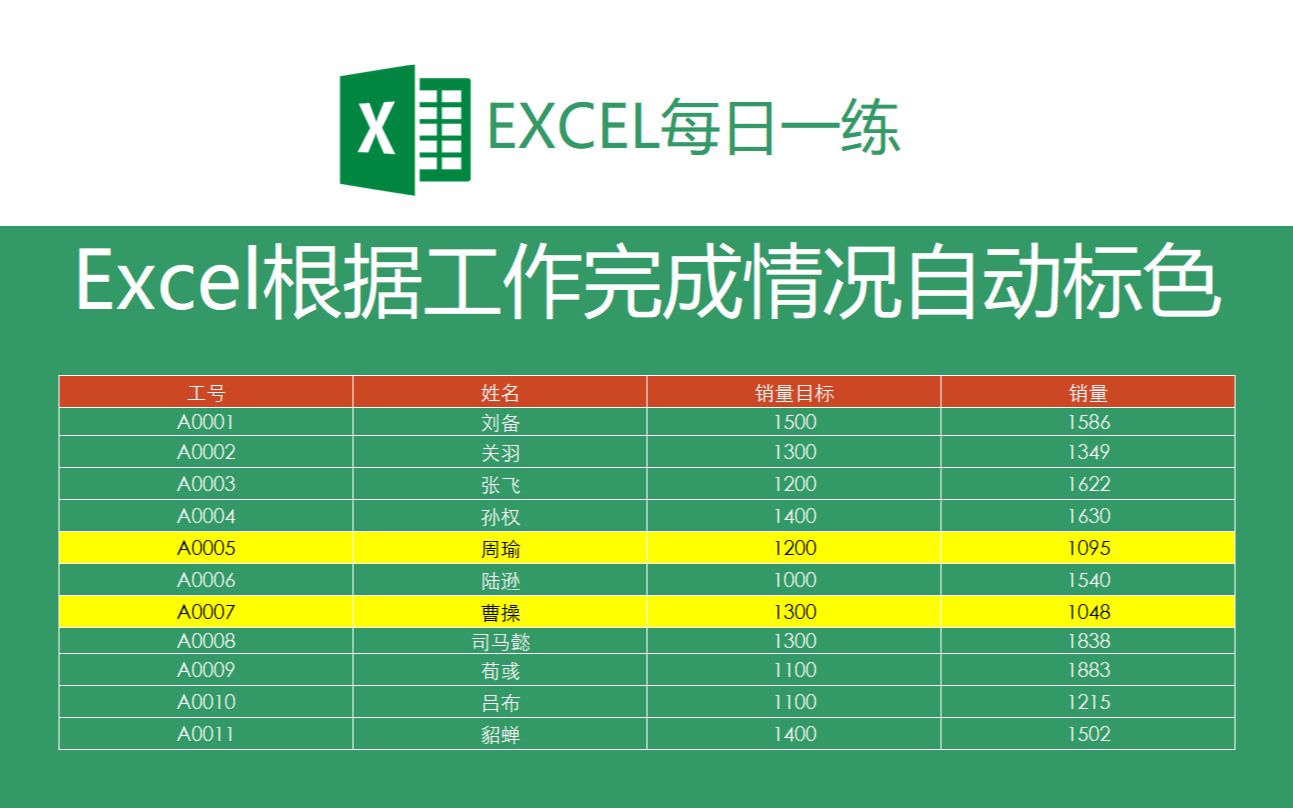 X
EXCEL每日一练
Excel根据工作完成情况自动标色
工号 姓名 销量目标 销量
A0001 刘备 1500 1586
A0002 关羽 1300 1349
A0003 张飞 1200 1622
A0004 孙权 1400 1630
A0005 周瑜 1200 1095
A0006 陆逊 1000 1540
A0007 曹操 1300 1048
A0008 司马懿 1300 1838
A0009 荀彧 1100 1883
A0010 吕布 1100 1215
A0011 貂蝉 1400 1502